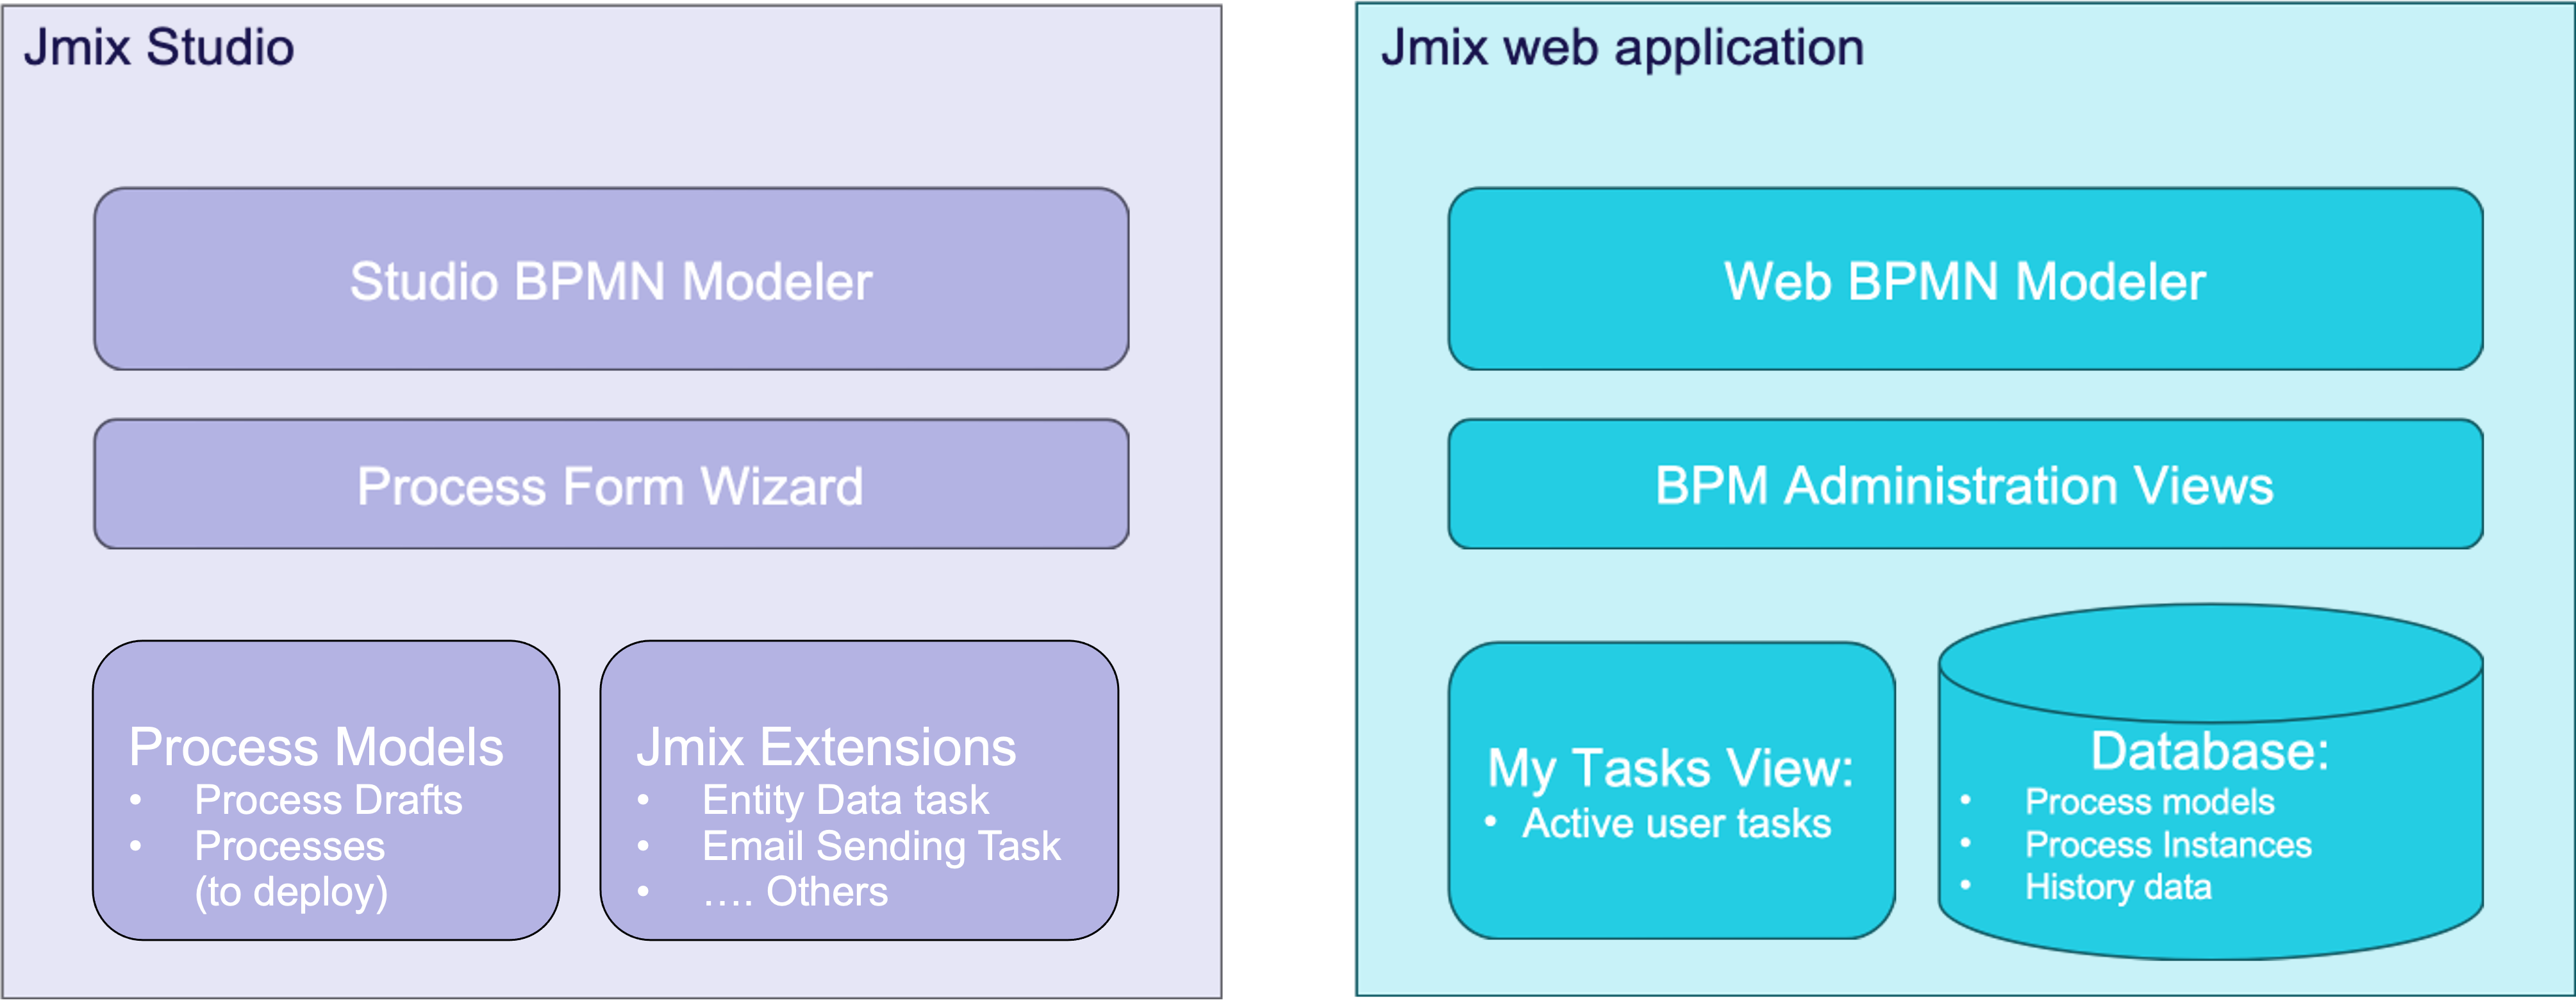 Jmix Studio
Studio BPMN Modeler
Process Form Wizard
Process Models
• Process Drafts
• Processes
(to deploy)
Jmix Extensions
• Entity Data task
• Email Sending Task
• .... Others
Jmix web application
Web BPMN Modeler
BPM Administration Views
My Tasks View:
• Active user tasks
Database:
• Process models
• Process Instances
• History data